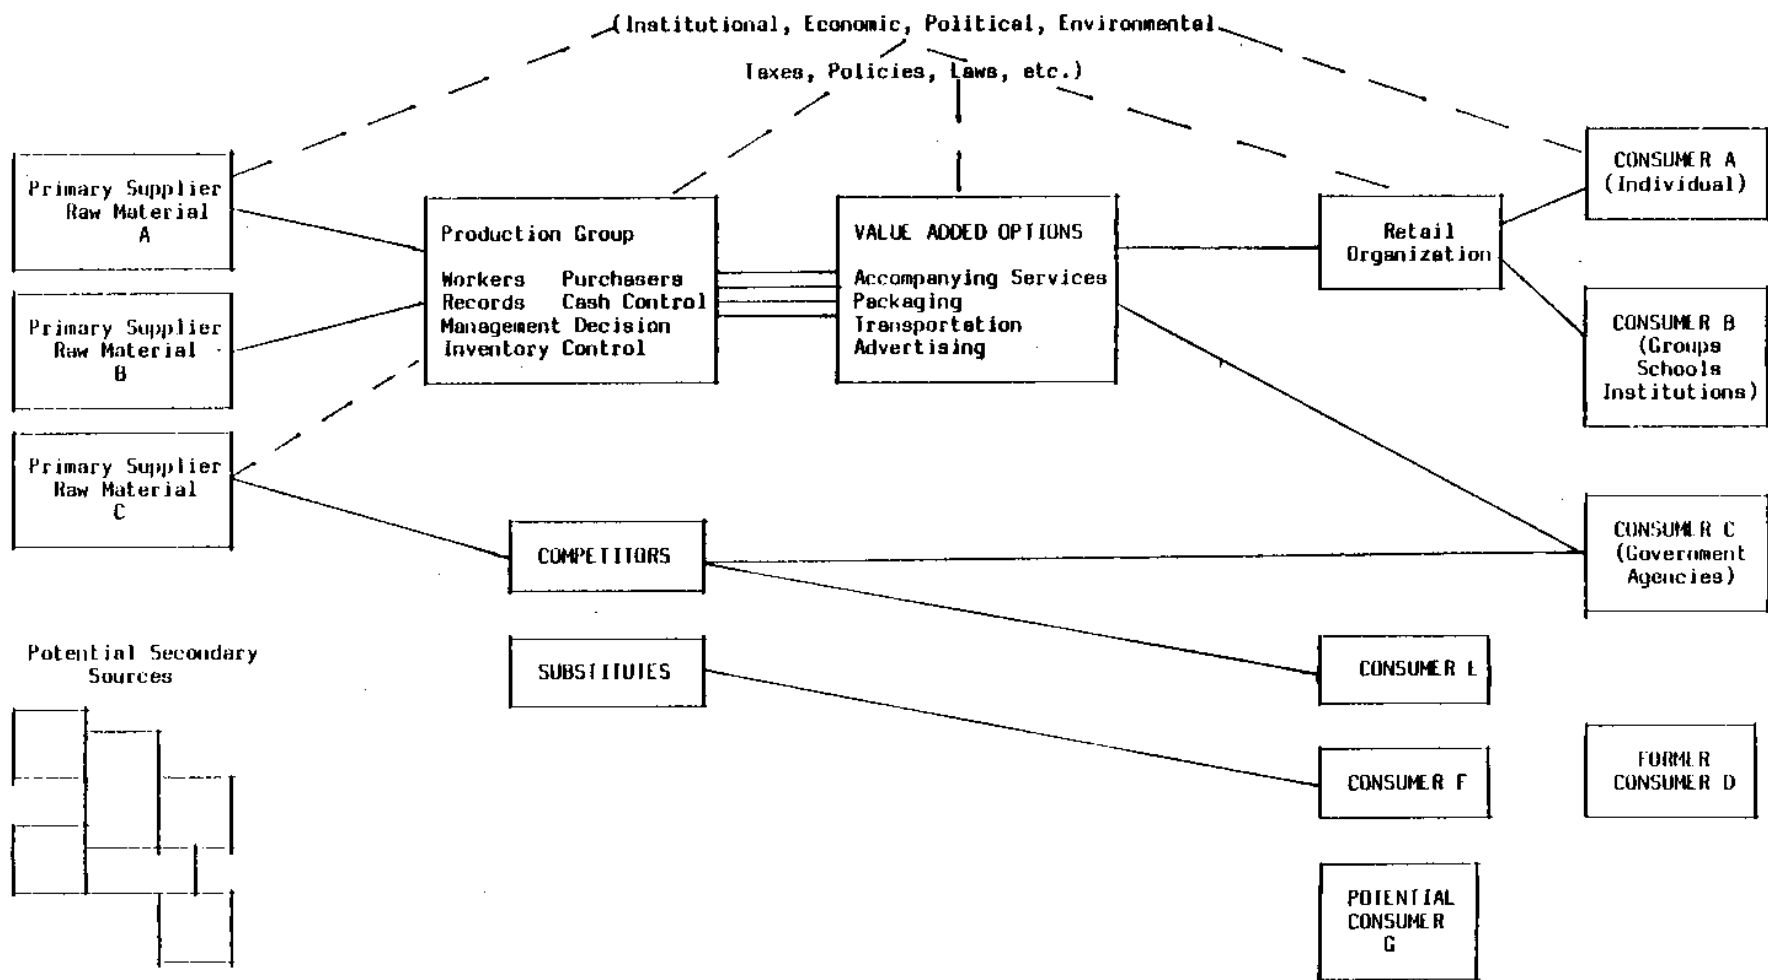 (Institutional, Economic, Political, Environmental
Taxes, Policies, Laws, etc.)
Primary Supplier
Raw Material
A
Primary Supplier
Raw Material
B
Primary Supplier
Raw Material
C
Potential Secondary
Sources
Production Group
Workers Purchasers
Records Cash Control
Management Decision
Inventory Control
VALUE ADDED OPTIONS
Accompanying Services
Packaging
Transportation
Advertising
COMPETITORS
SUBSTITUTES
Retail
Organization
CONSUMER A
(Individual)
CONSUMER B
(Groups
Schools
Institutions)
CONSUMER C
(Government
Agencies)
CONSUMER E
CONSUMER F
POTENTIAL
CONSUMER
G
FORMER
CONSUMER D